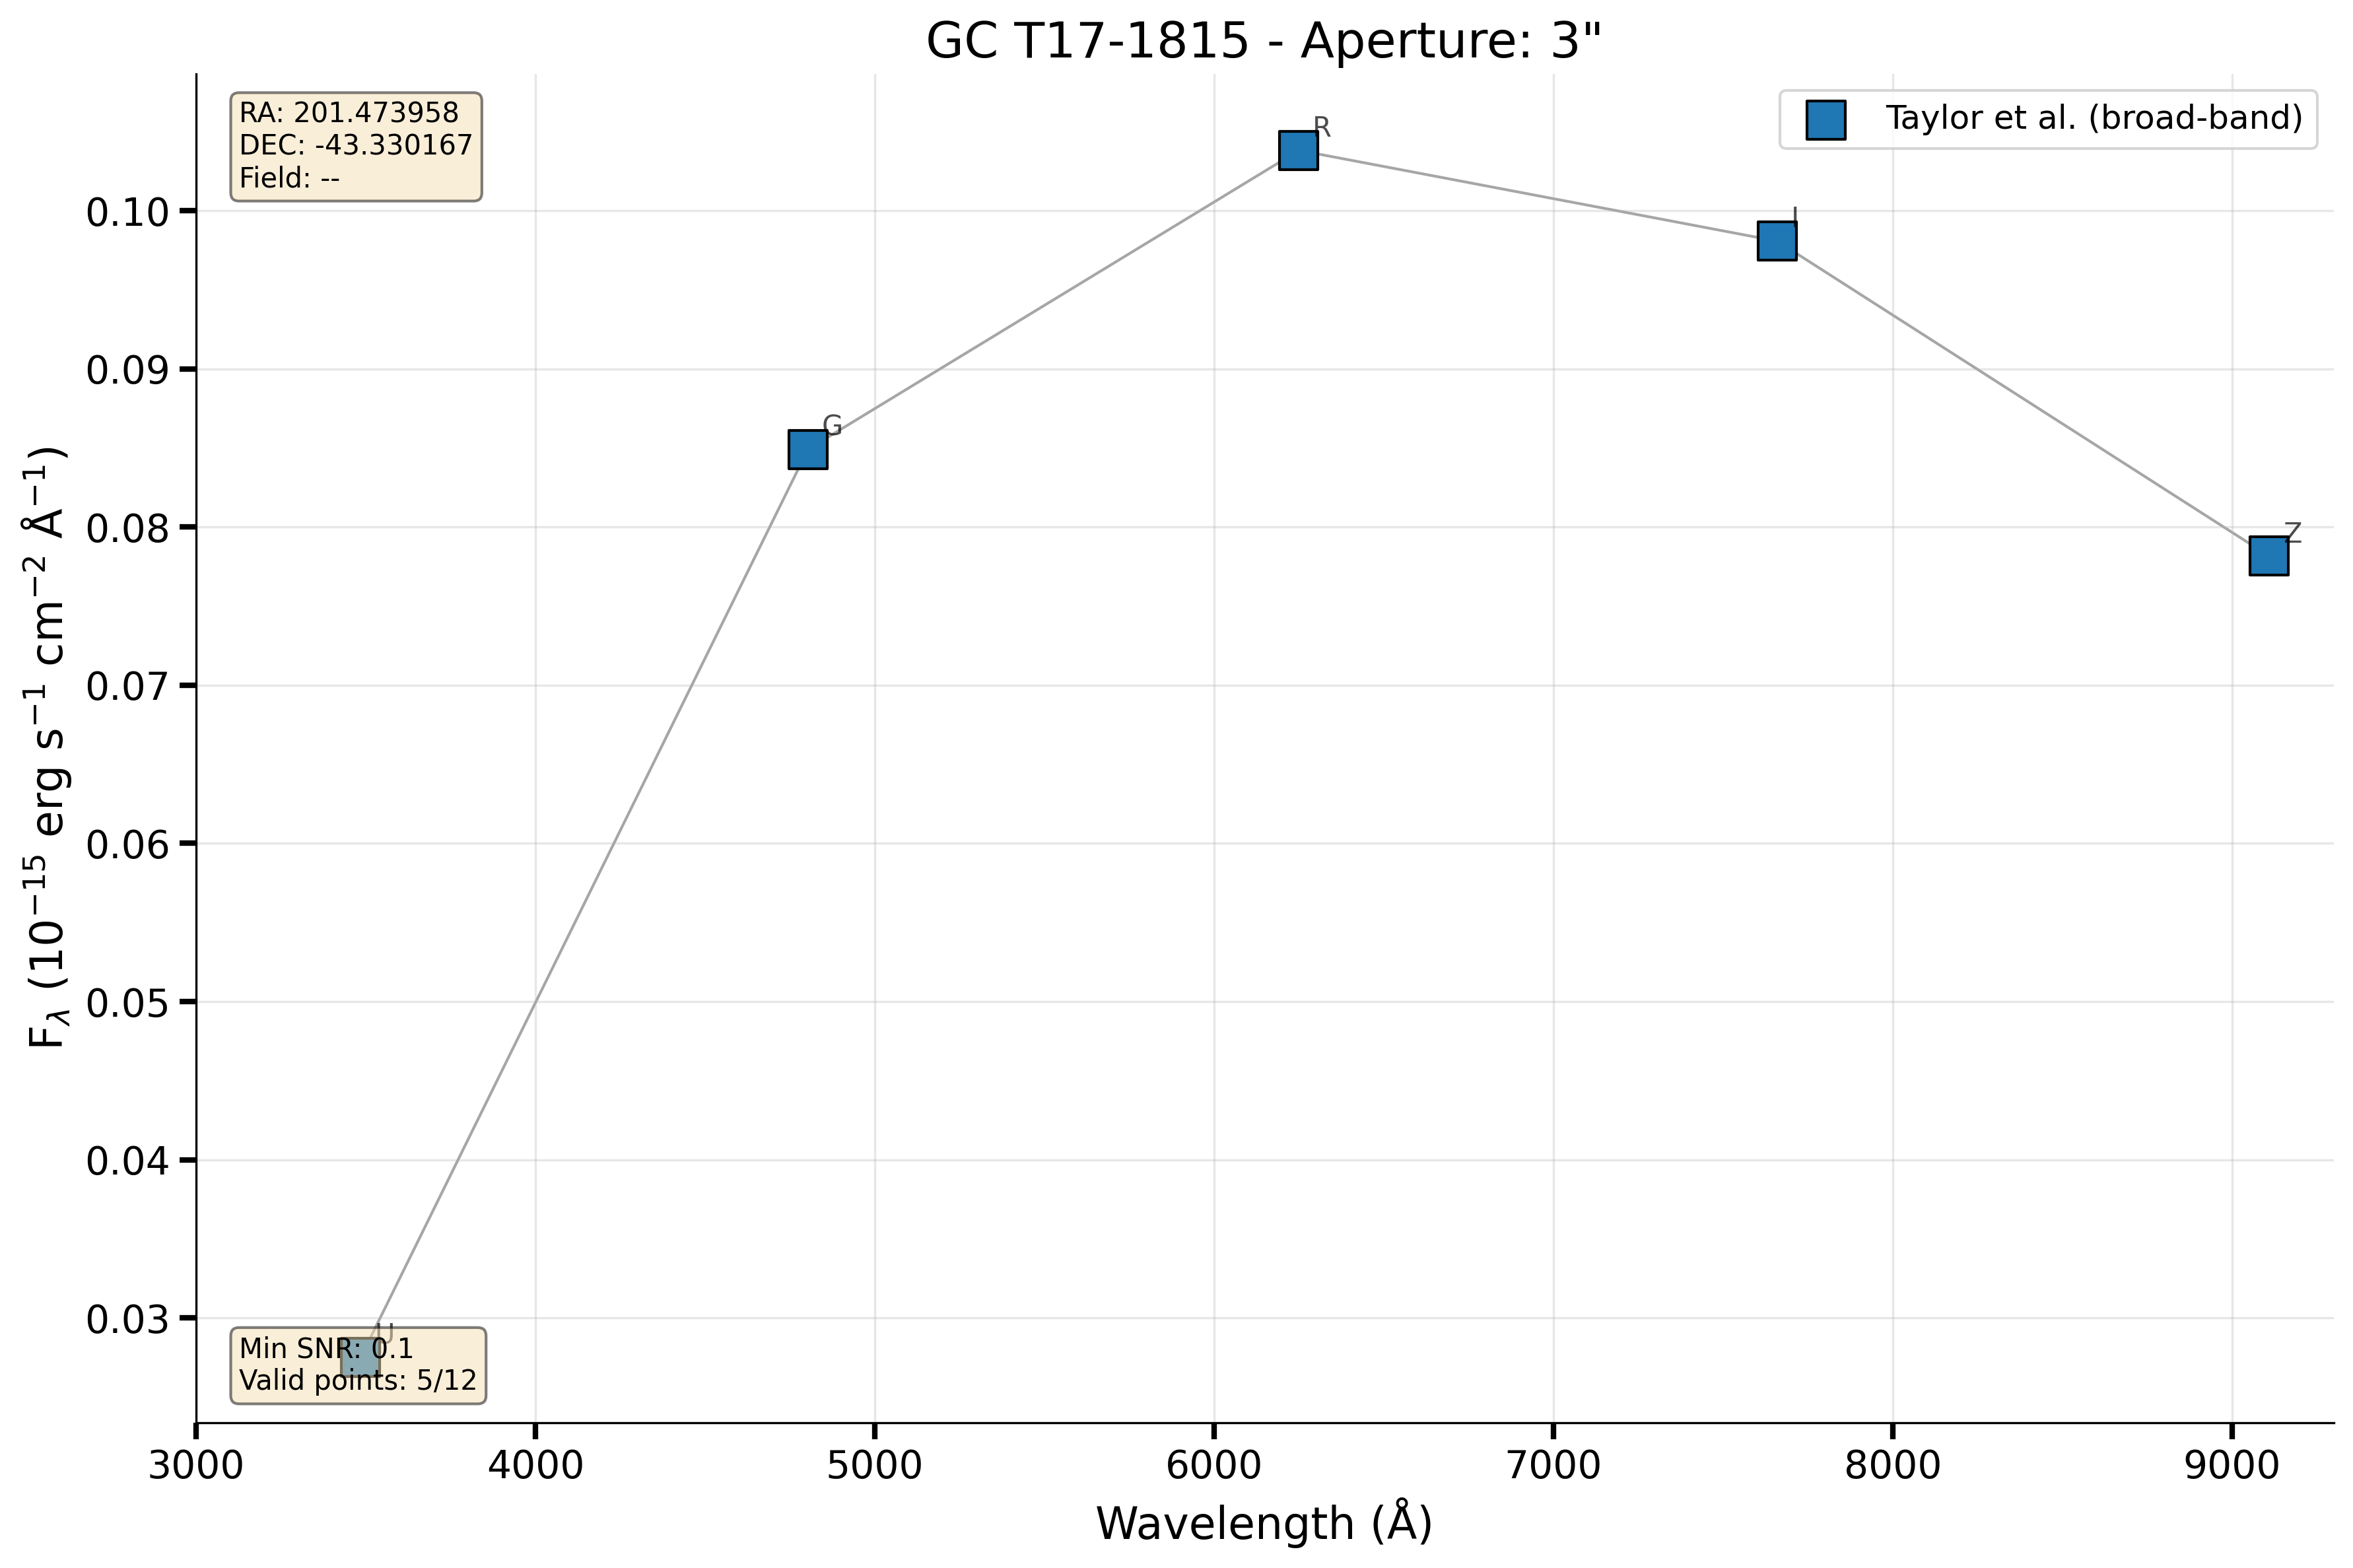 GC T17-1815 - Aperture: 3"
RA: 201.473958
DEC: -43.330167
Field: --
Taylor et al. (broad-band)
R
I
G
Z
U
Min SNR: 0.1
Valid points: 5/12
0.10
0.09
0.08
0.07
0.06
0.05
0.04
0.03
F_λ (10⁻¹⁵ erg s⁻¹ cm⁻² Å⁻¹)
3000 4000 5000 6000 7000 8000 9000
Wavelength (Å)